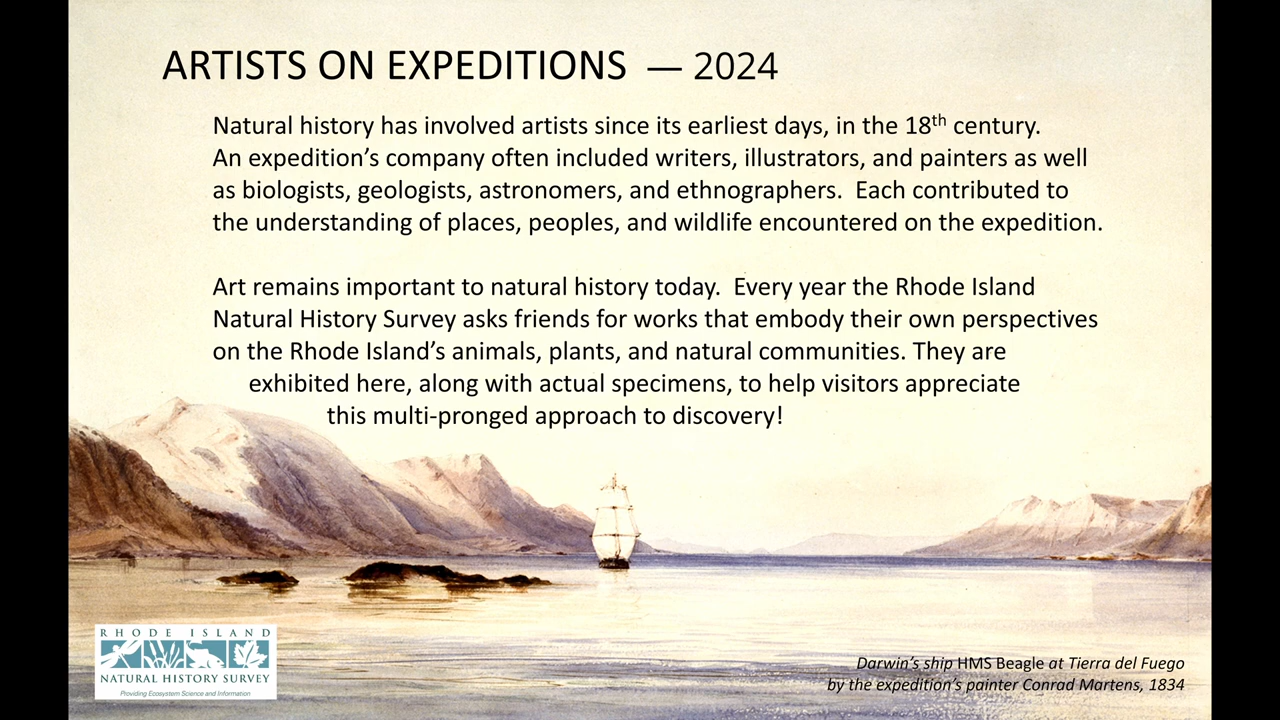 ARTISTS ON EXPEDITIONS — 2024
Natural history has involved artists since its earliest days, in the 18th century.
An expedition’s company often included writers, illustrators, and painters as well
as biologists, geologists, astronomers, and ethnographers. Each contributed to
the understanding of places, peoples, and wildlife encountered on the expedition.
Art remains important to natural history today. Every year the Rhode Island
Natural History Survey asks friends for works that embody their own perspectives
on the Rhode Island’s animals, plants, and natural communities. They are
exhibited here, along with actual specimens, to help visitors appreciate
this multi-pronged approach to discovery!
RHODE ISLAND
NATURAL HISTORY SURVEY
Providing Ecosystem Science and Information
Darwin’s ship HMS Beagle at Tierra del Fuego
by the expedition’s painter Conrad Martens, 1834